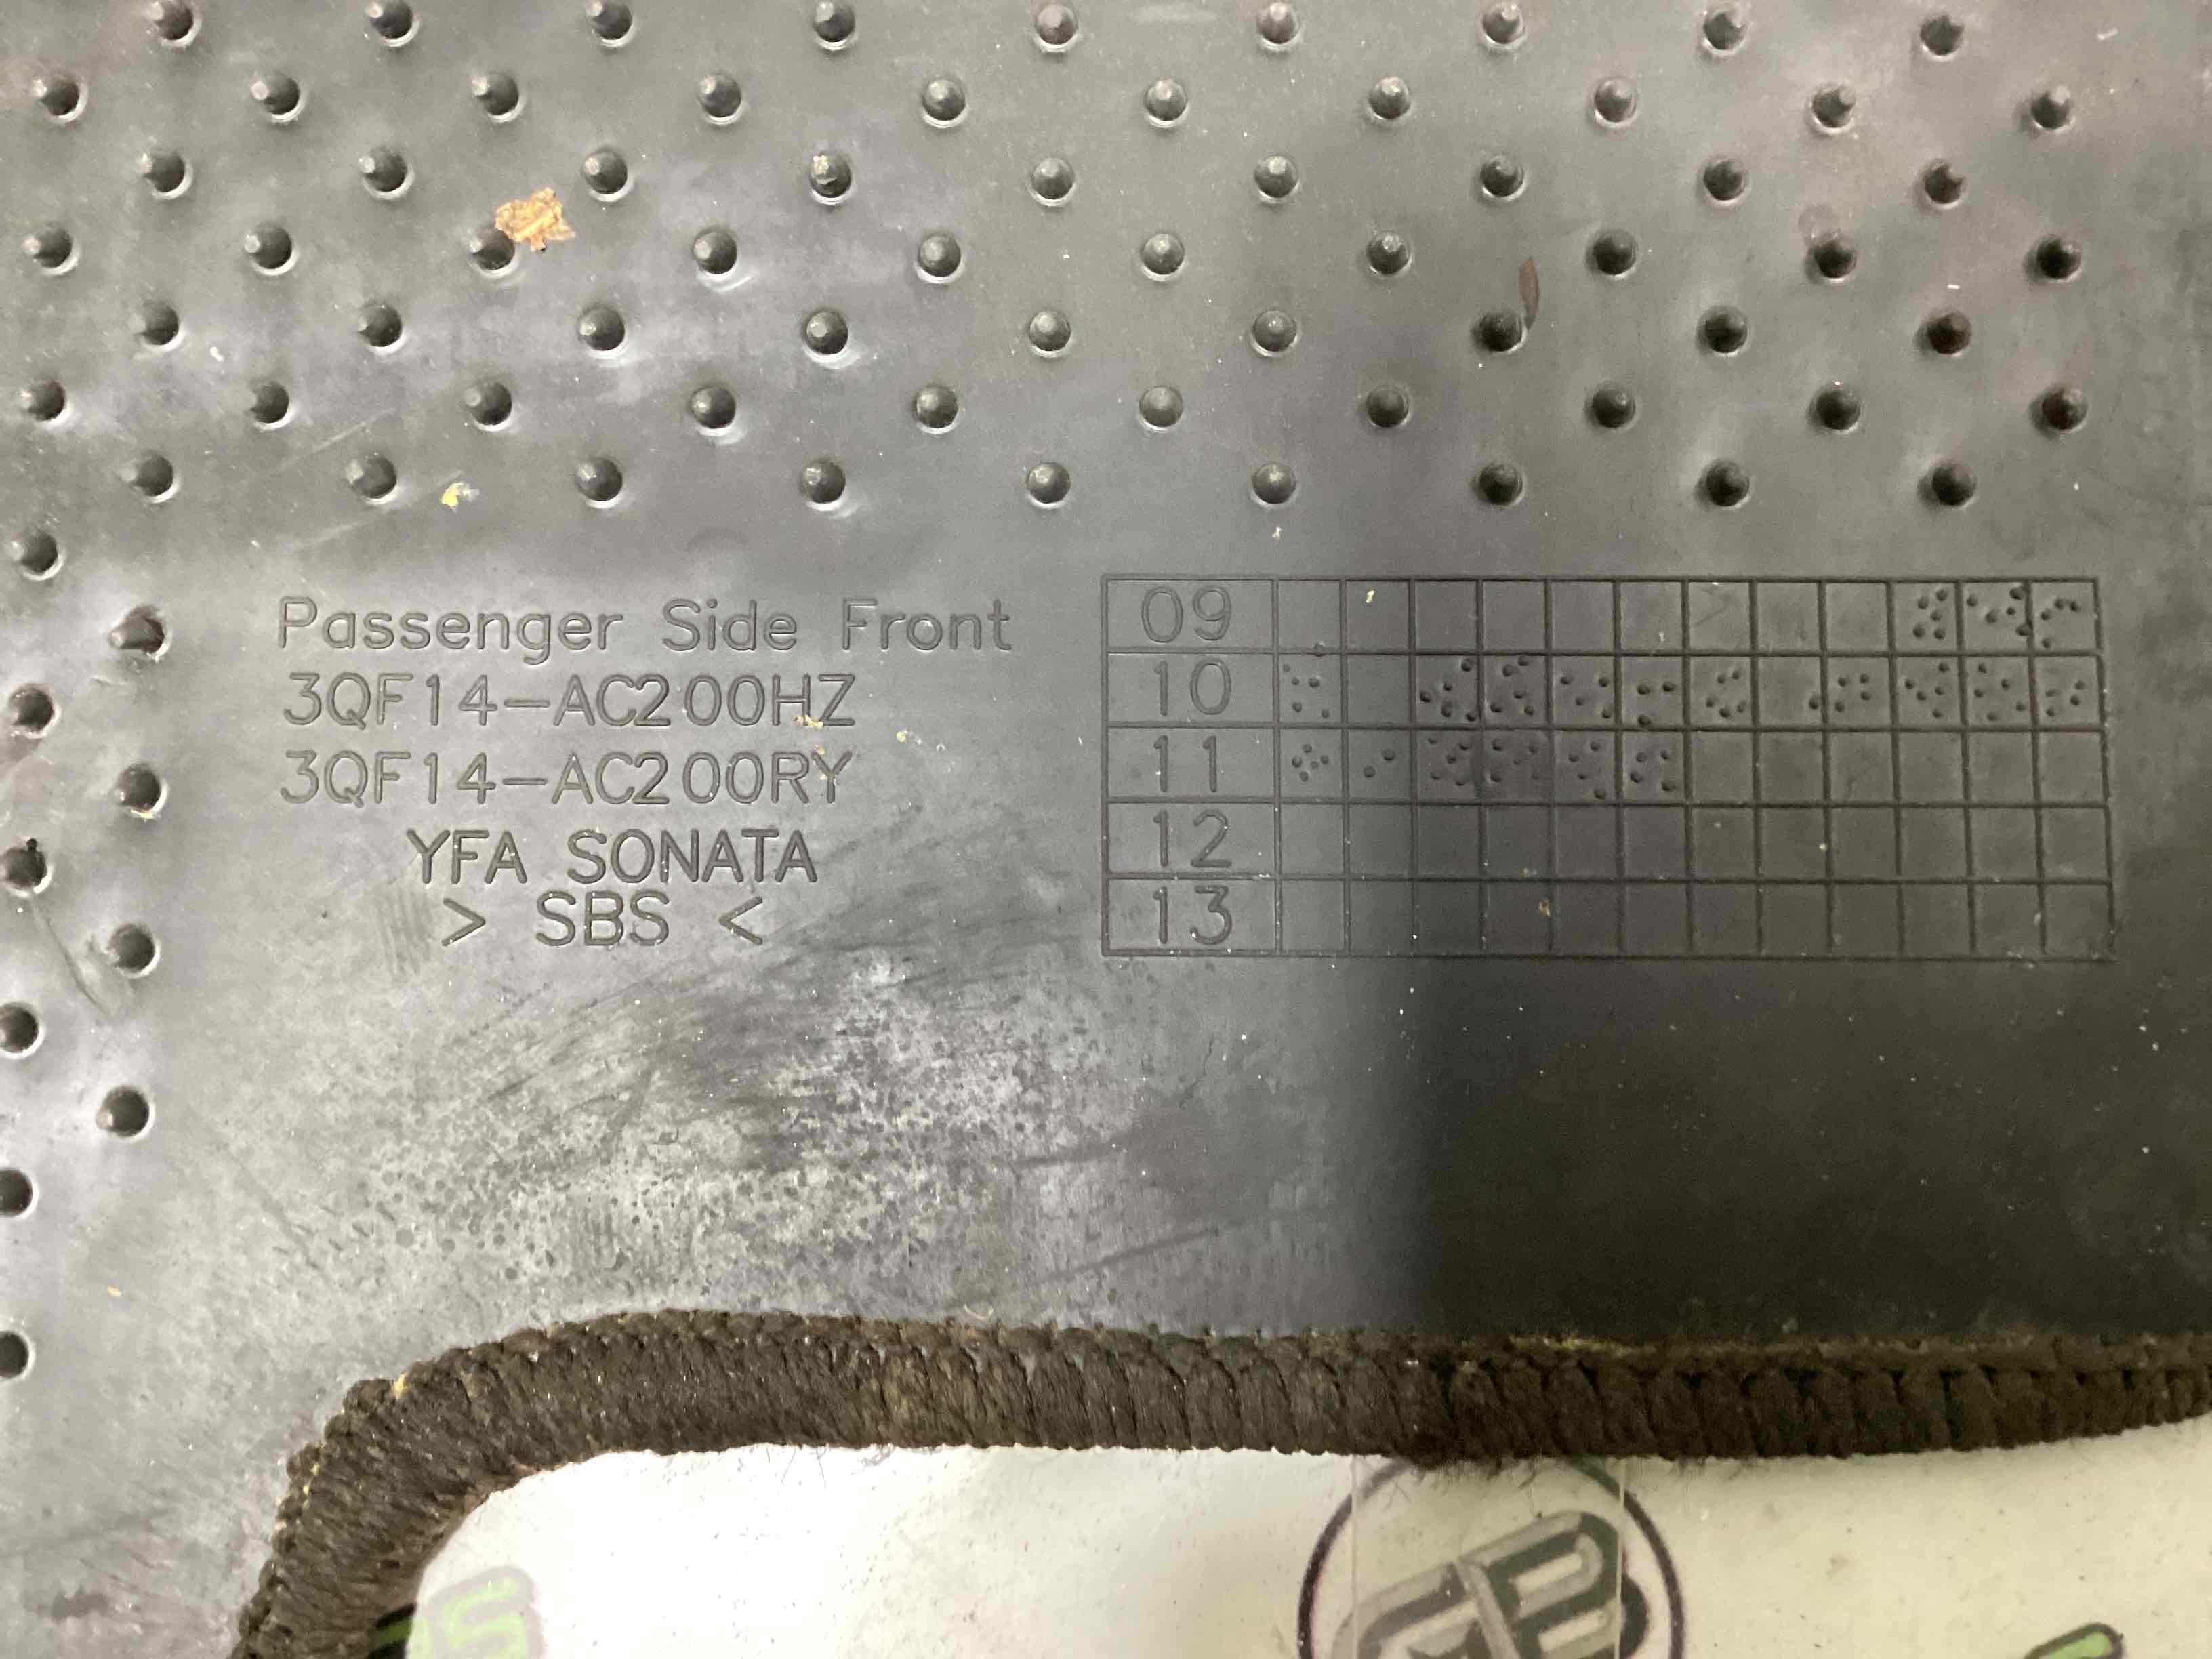 Passenger Side Front
3QF14-AC200HZ
3QF14-AC200RY
YFA SONATA
> SBS <
09
10
11
12
13